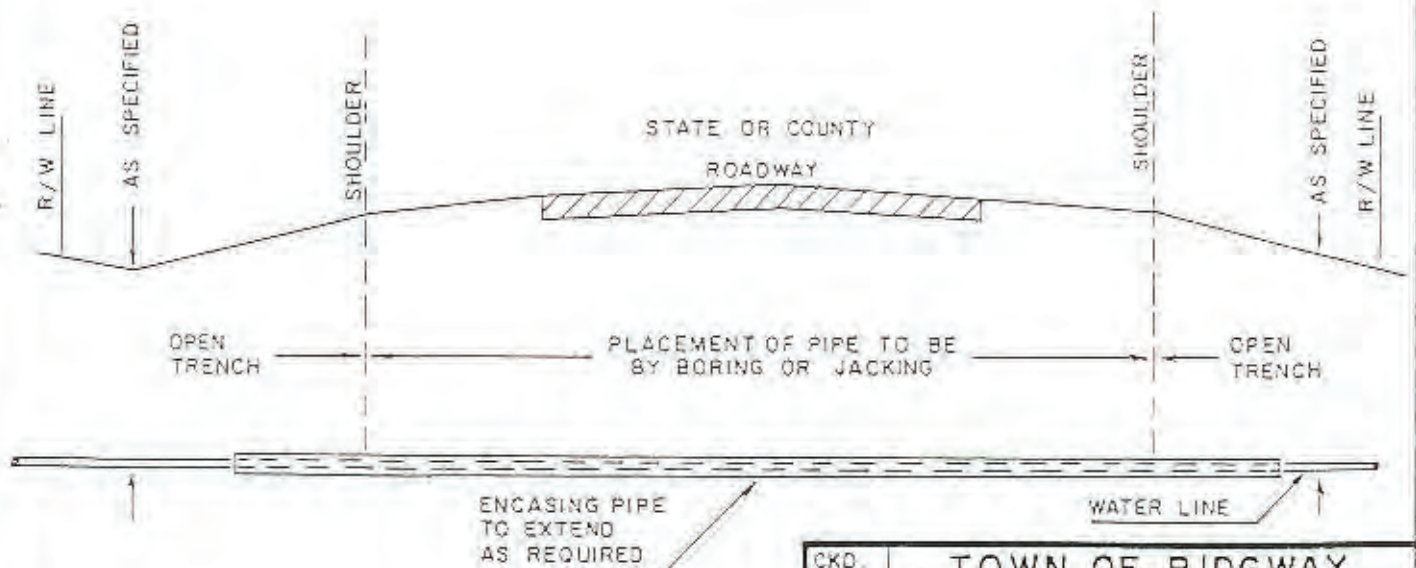 R/W LINE
AS SPECIFIED
SHOULDER
STATE OR COUNTY
ROADWAY
SHOULDER
AS SPECIFIED
R/W LINE
OPEN
TRENCH
PLACEMENT OF PIPE TO BE
BY BORING OR JACKING
OPEN
TRENCH
ENCASING PIPE
TO EXTEND
AS REQUIRED
WATER LINE
CKD.
TOWN OF RIDGWAY